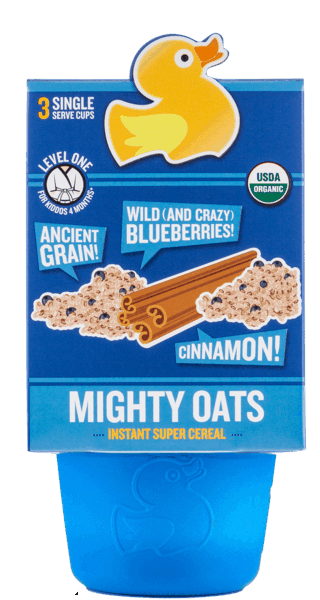 3 SINGLE
SERVE CUPS
LEVEL ONE
FOR KIDDOS 4 MONTHS+
USDA
ORGANIC
WILD (AND CRAZY)
BLUEBERRIES!
ANCIENT
GRAIN!
CINNAMON!
MIGHTY OATS
INSTANT SUPER CEREAL